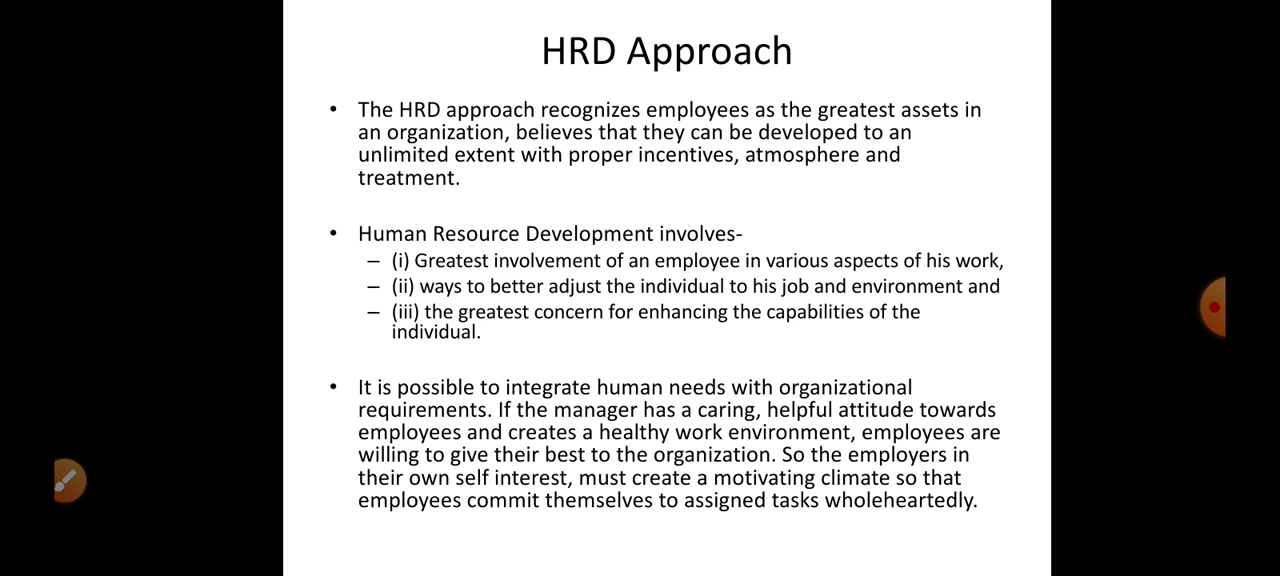 HRD Approach
• The HRD approach recognizes employees as the greatest assets in
an organization, believes that they can be developed to an
unlimited extent with proper incentives, atmosphere and
treatment.
• Human Resource Development involves-
– (i) Greatest involvement of an employee in various aspects of his work,
– (ii) ways to better adjust the individual to his job and environment and
– (iii) the greatest concern for enhancing the capabilities of the
individual.
• It is possible to integrate human needs with organizational
requirements. If the manager has a caring, helpful attitude towards
employees and creates a healthy work environment, employees are
willing to give their best to the organization. So the employers in
their own self interest, must create a motivating climate so that
employees commit themselves to assigned tasks wholeheartedly.